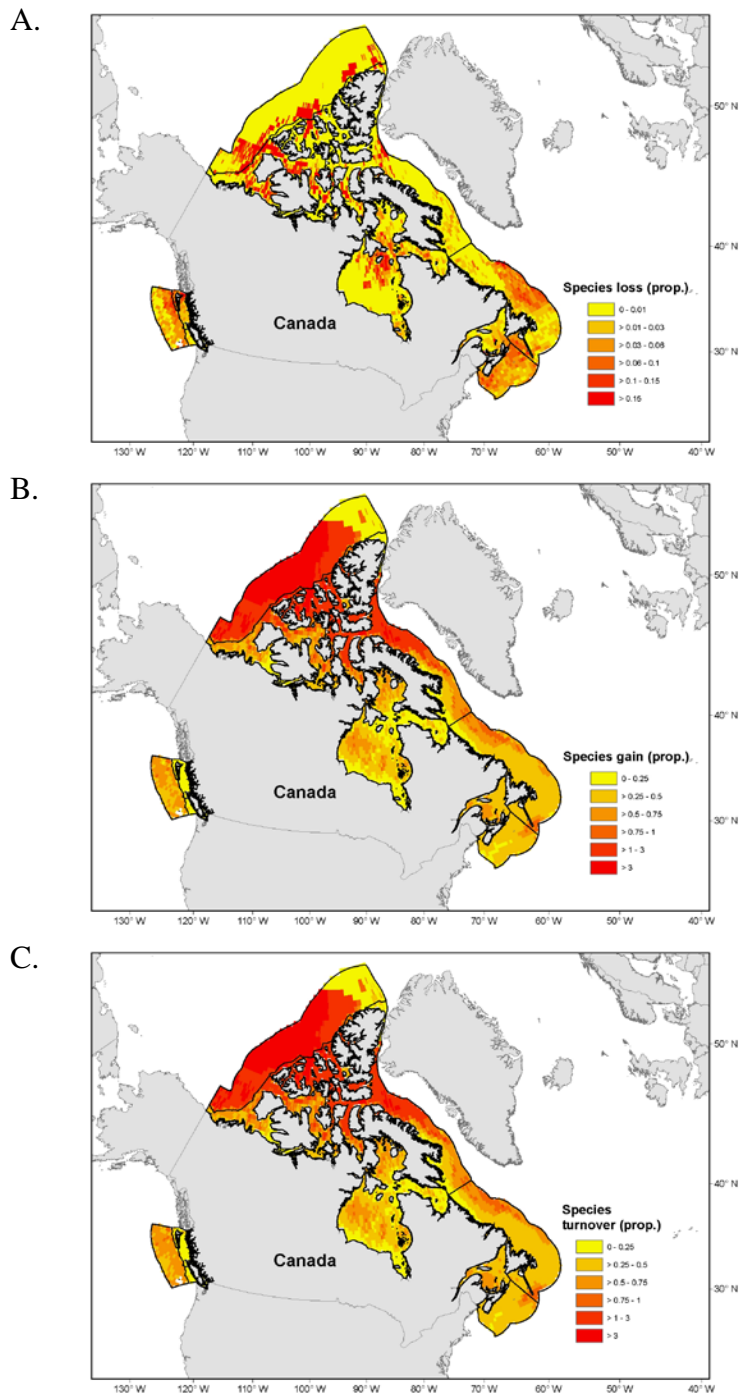 A.
50° N
40° N
30° N
Canada
Species loss (prop.)
0 - 0.01
> 0.01 - 0.03
> 0.03 - 0.06
> 0.06 - 0.1
> 0.1 - 0.15
> 0.15
130° W 120° W 110° W 100° W 90° W 80° W 70° W 60° W 50° W 40° W
B.
50° N
40° N
30° N
Canada
Species gain (prop.)
0 - 0.25
> 0.25 - 0.5
> 0.5 - 0.75
> 0.75 - 1
> 1 - 3
> 3
130° W 120° W 110° W 100° W 90° W 80° W 70° W 60° W 50° W 40° W
C.
50° N
40° N
30° N
Canada
Species
turnover (prop.)
0 - 0.25
> 0.25 - 0.5
> 0.5 - 0.75
> 0.75 - 1
> 1 - 3
> 3
130° W 120° W 110° W 100° W 90° W 80° W 70° W 60° W 50° W 40° W